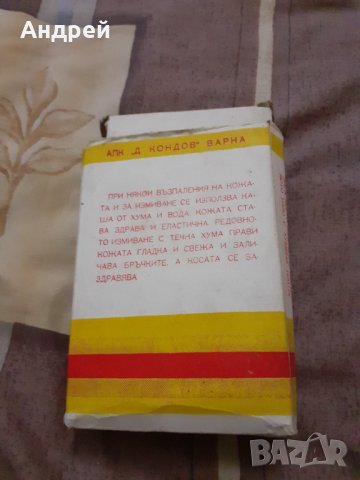 Андрей
АПК „Д КОНДОВ" ВАРНА
ПРИ НЯКОИ ВЪЗПАЛЕНИЯ НА КОЖА-
ТА И ЗА ИЗМИВАНЕ СЕ ИЗПОЛЗВА КА-
ША ОТ ХУМА И ВОДА. КОЖАТА СТА-
ВА ЗДРАВА И ЕЛАСТИЧНА. РЕДОВНО-
ТО ИЗМИВАНЕ С ТЕЧНА ХУМА ПРАВИ
КОЖАТА ГЛАДКА И СВЕЖА И ЗАЛИ-
ЧАВА БРЪЧКИТЕ, А КОСАТА СЕ ЗА-
ЗДРАВЯВА
BAZAR